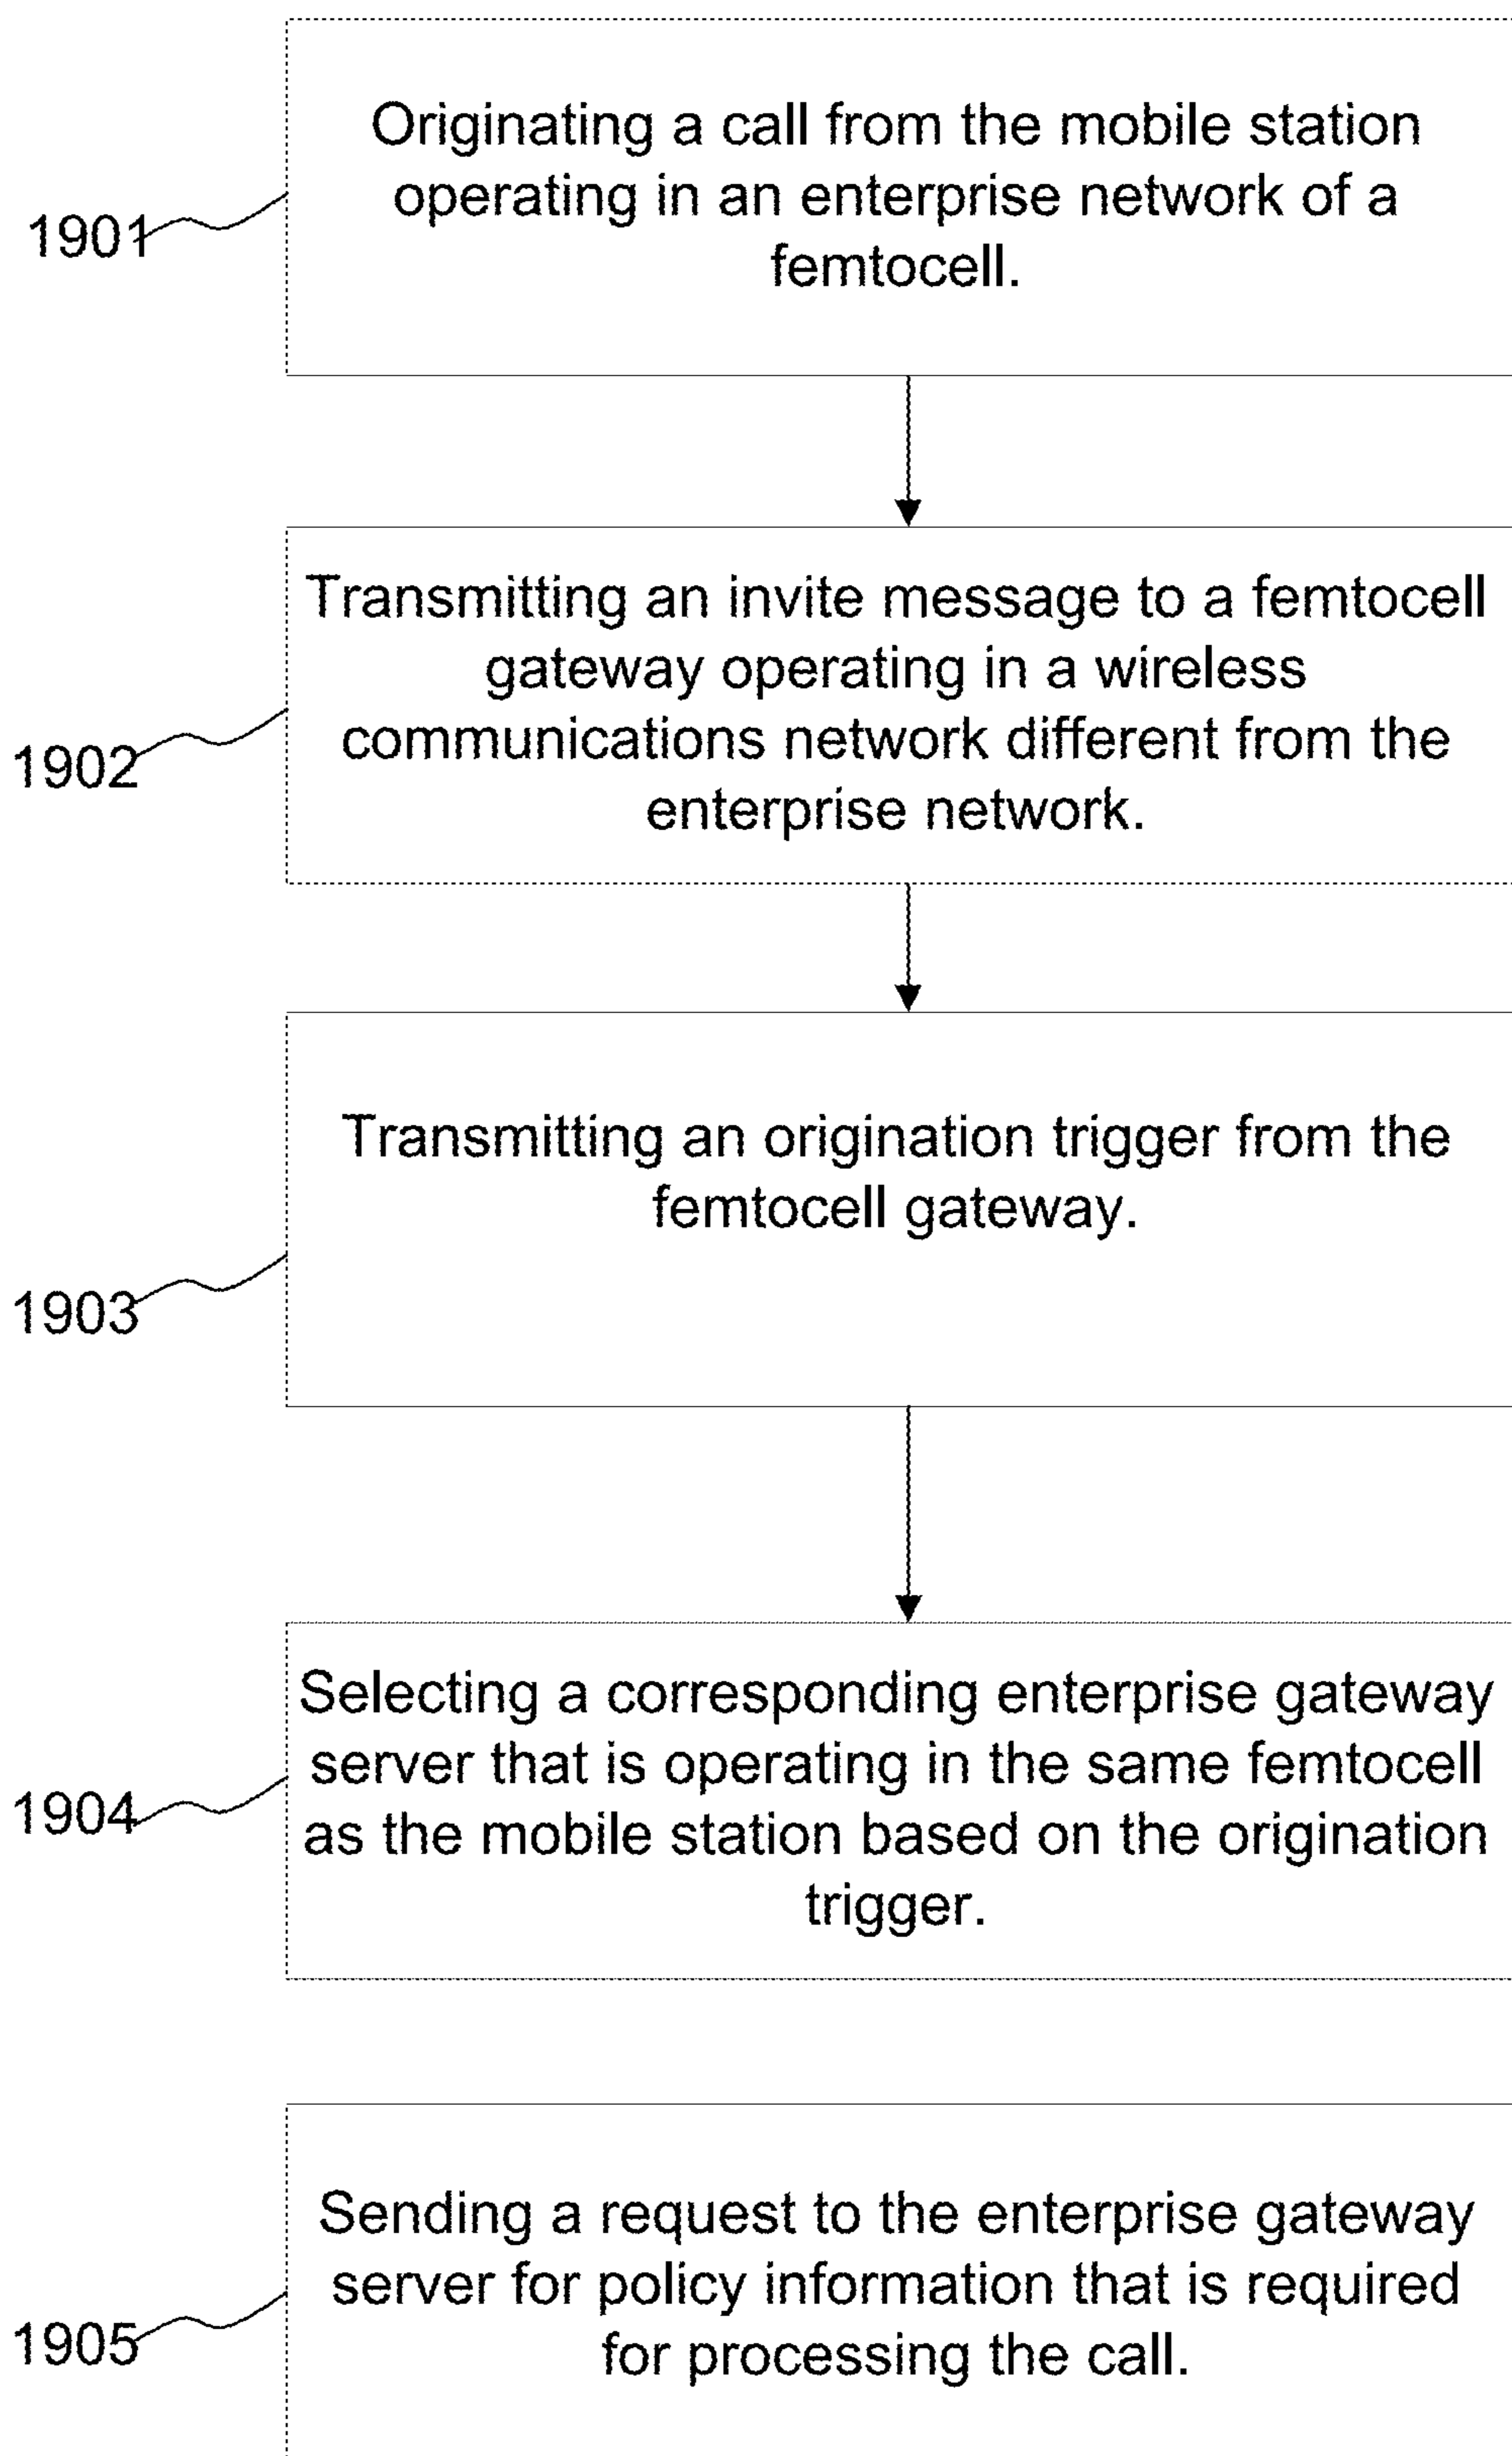 Originating a call from the mobile station
operating in an enterprise network of a
femtocell.
1901
Transmitting an invite message to a femtocell
gateway operating in a wireless
communications network different from the
enterprise network.
1902
Transmitting an origination trigger from the
femtocell gateway.
1903
Selecting a corresponding enterprise gateway
server that is operating in the same femtocell
as the mobile station based on the origination
trigger.
1904
Sending a request to the enterprise gateway
server for policy information that is required
for processing the call.
1905